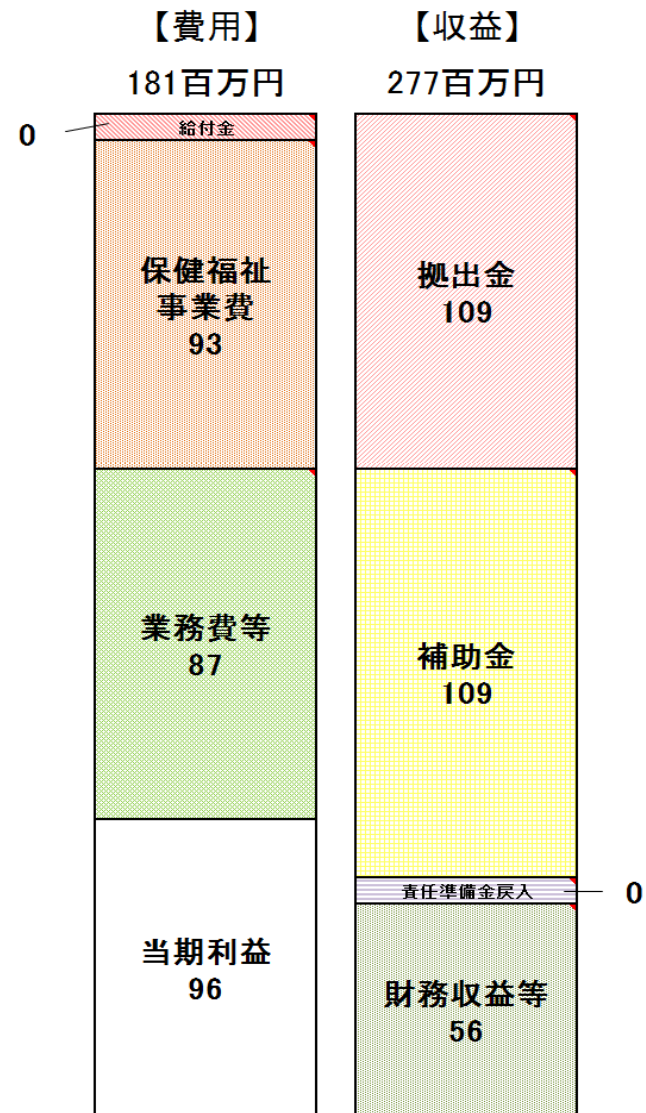 【費用】
181百万円
0
給付金
保健福祉
事業費
93
業務費等
87
当期利益
96
【収益】
277百万円
拠出金
109
補助金
109
責任準備金戻入
0
財務収益等
56